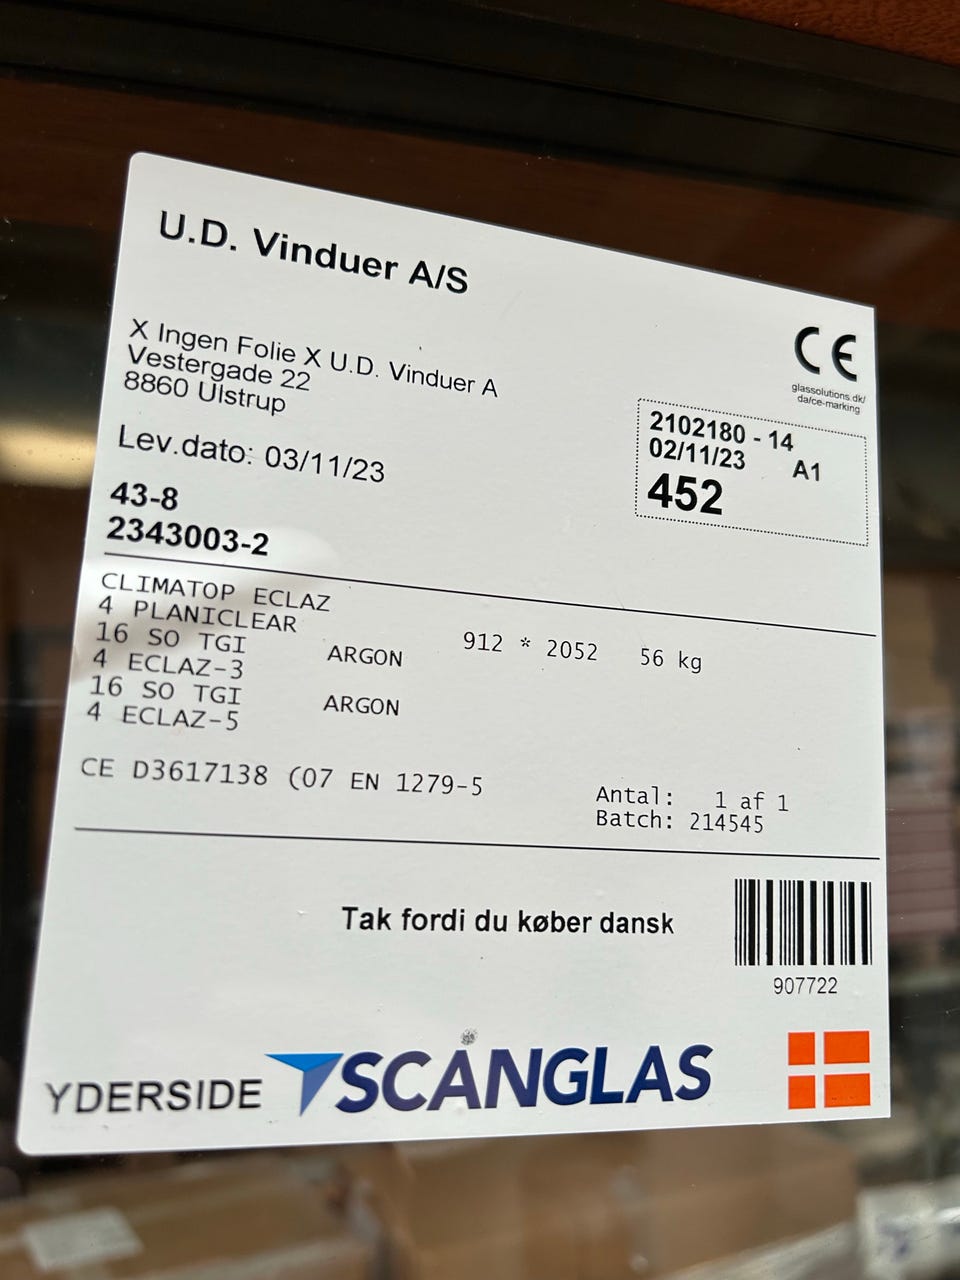 U.D. Vinduer A/S
X Ingen Folie X U.D. Vinduer A
Vestergade 22
8860 Ulstrup
CE
glassolutions.dk/
da/ce-marking
Lev.dato: 03/11/23
2102180 - 14
02/11/23 A1
452
43-8
2343003-2
CLIMATOP ECLAZ
4 PLANICLEAR 912 * 2052 56 kg
16 SO TGI ARGON
4 ECLAZ-3
16 SO TGI ARGON
4 ECLAZ-5
CE D3617138 (07 EN 1279-5
Antal: 1 af 1
Batch: 214545
Tak fordi du køber dansk
907722
YDERSIDE SCANGLAS